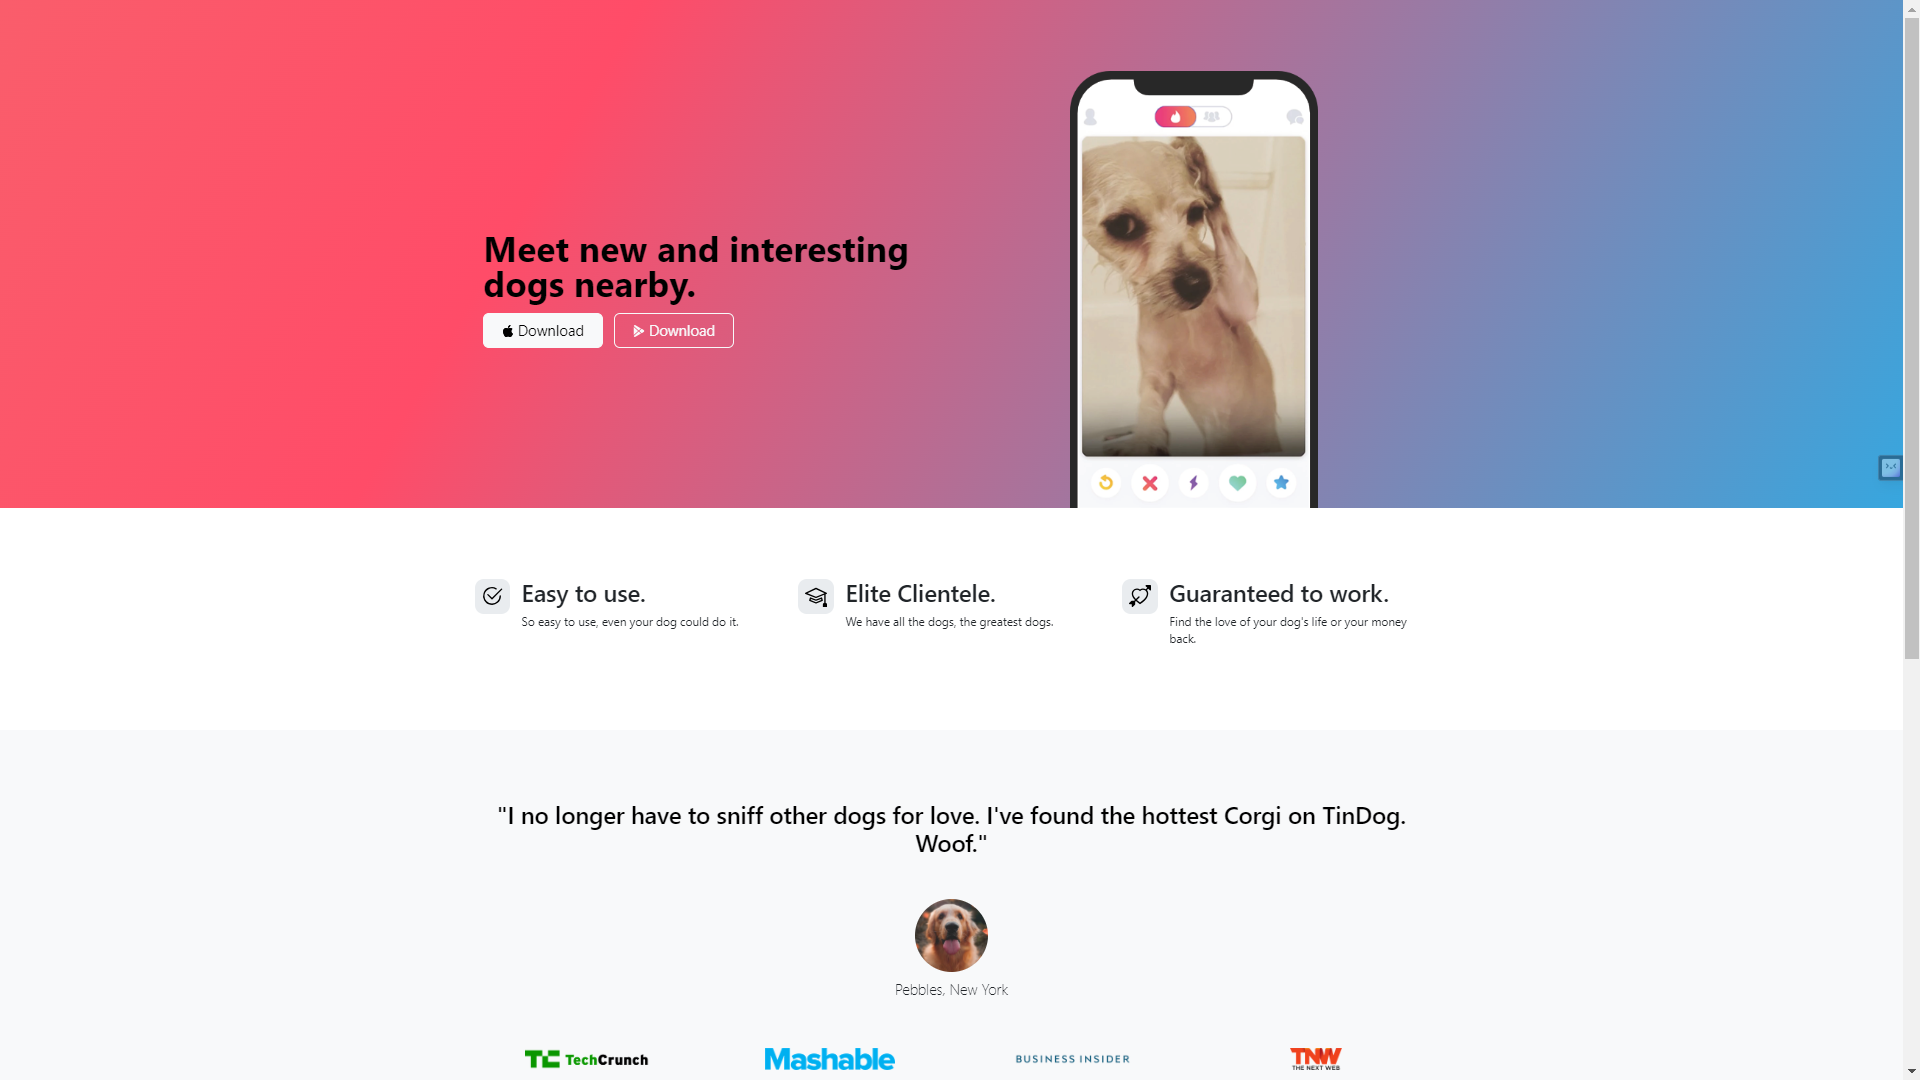 Meet new and interesting
dogs nearby.
Download
Download
Easy to use.
So easy to use, even your dog could do it.
Elite Clientele.
We have all the dogs, the greatest dogs.
Guaranteed to work.
Find the love of your dog's life or your money
back.
"I no longer have to sniff other dogs for love. I've found the hottest Corgi on TinDog.
Woof."
Pebbles, New York
TC TechCrunch
Mashable
BUSINESS INSIDER
TNW
THE NEXT WEB